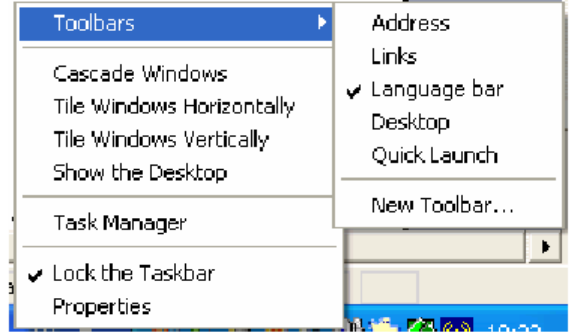 Toolbars
Cascade Windows
Tile Windows Horizontally
Tile Windows Vertically
Show the Desktop
Task Manager
Lock the Taskbar
Properties
Address
Links
Language bar
Desktop
Quick Launch
New Toolbar...